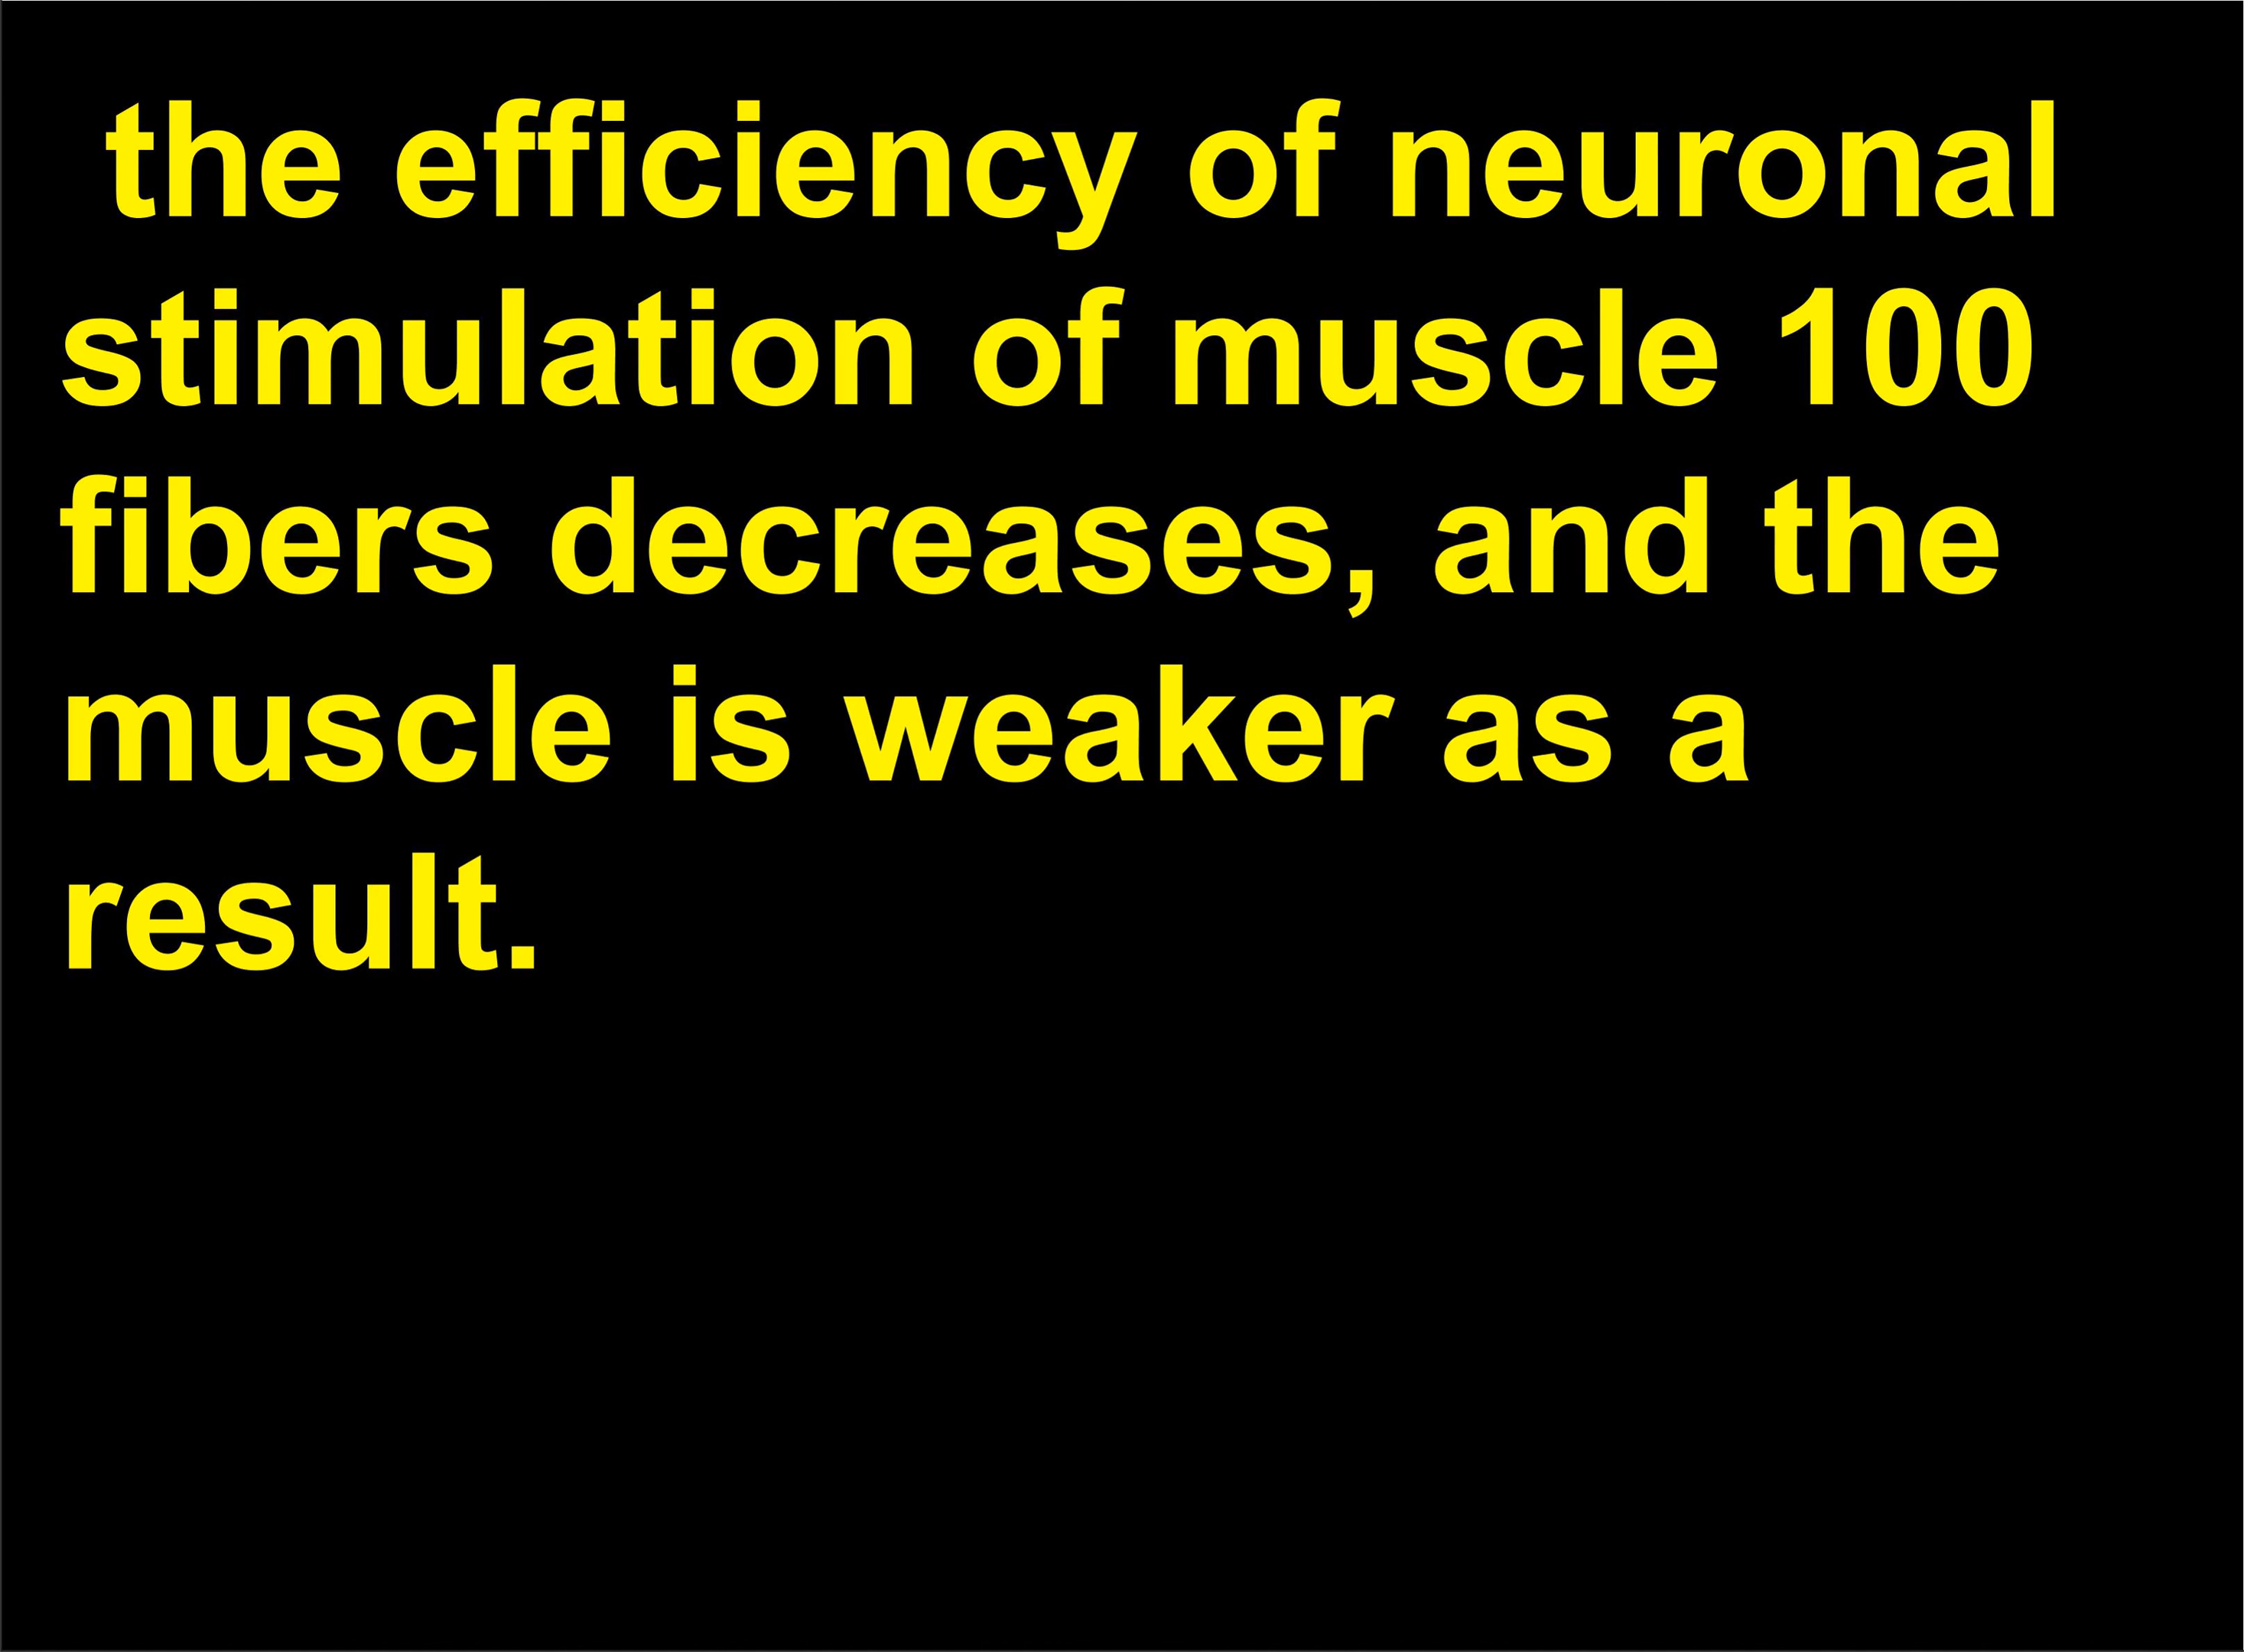 the efficiency of neuronal
stimulation of muscle 100
fibers decreases, and the
muscle is weaker as a
result.